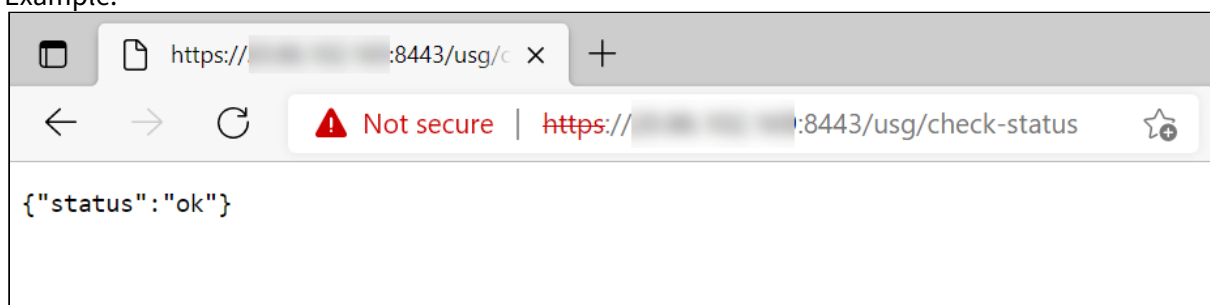 Example:
https:// :8443/usg/c
Not secure | https:// :8443/usg/check-status
{"status":"ok"}